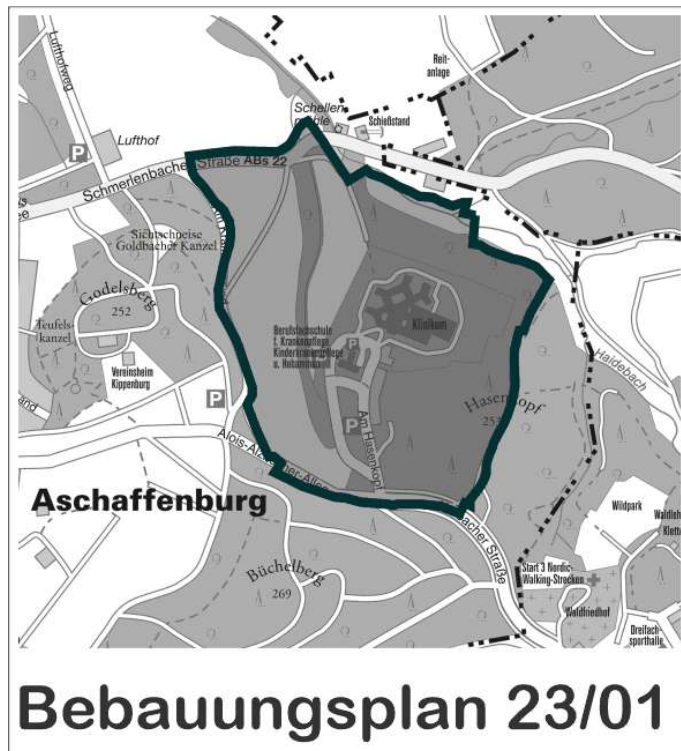 Lufthofweg
Reit-
anlage
Schellen-
mühle
Schießstand
P
Lufthof
Schmerlenbacher Straße ABs 22
Sichtschneise
Goldbacher Kanzel
Godelsberg
252
Teufels-
kanzel
Klinikum
Berufsfachschule
f. Krankenpflege
Kinderkrankenpflege
u. Hebammen
P
Vereinsheim
Kippenburg
Haidebach
P
Hasenkopf
P
Am Hasenkopf
Aschaffenburg
Wildpark
Büchelberg
269
Start 3 Nordic-
Walking-Strecken
Waldfriedhof
Dreifach-
sporthalle
Bebauungsplan 23/01